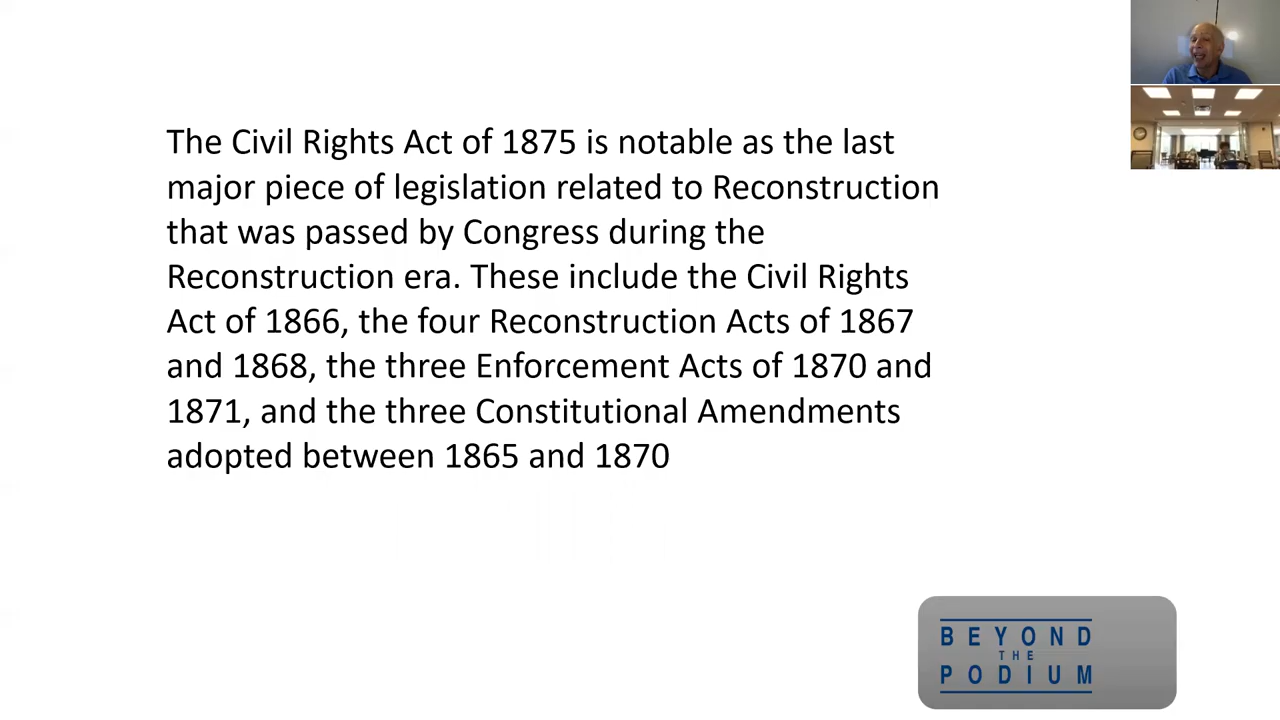 The Civil Rights Act of 1875 is notable as the last
major piece of legislation related to Reconstruction
that was passed by Congress during the
Reconstruction era. These include the Civil Rights
Act of 1866, the four Reconstruction Acts of 1867
and 1868, the three Enforcement Acts of 1870 and
1871, and the three Constitutional Amendments
adopted between 1865 and 1870
BEYOND
THE
PODIUM